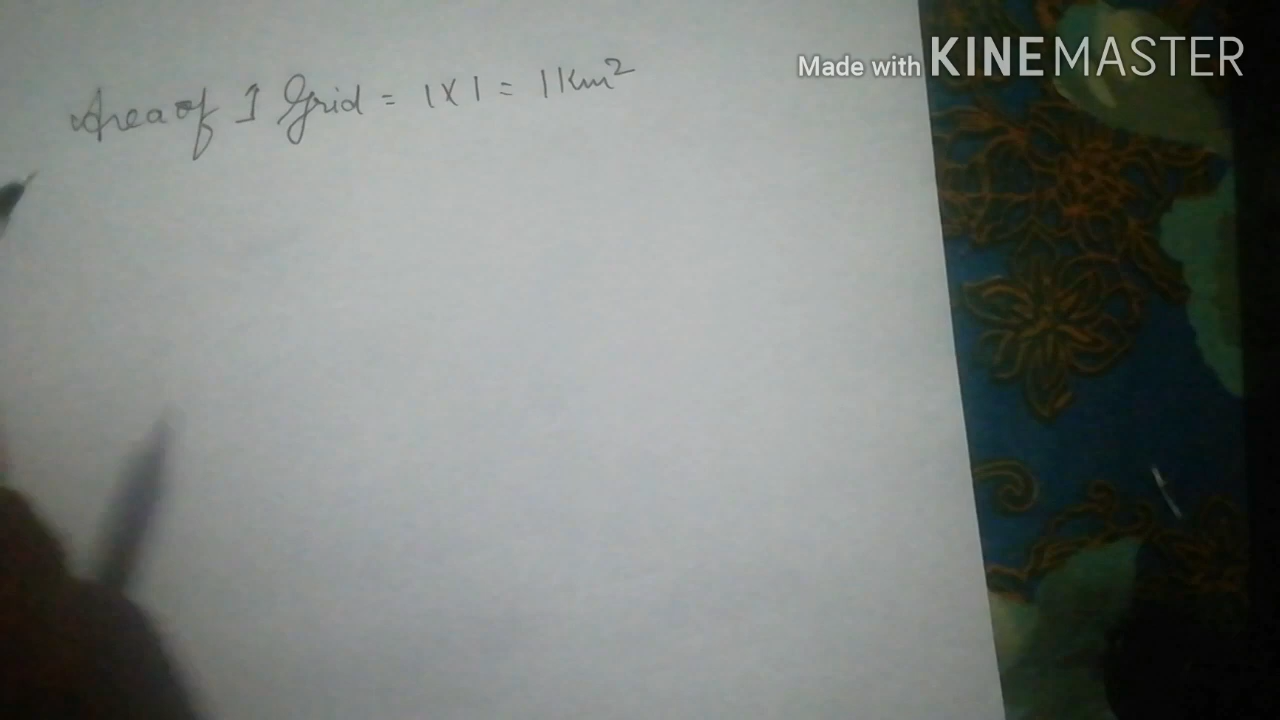 Made with KINEMASTER
Area of 1 Grid = 1X1 = 1Km²